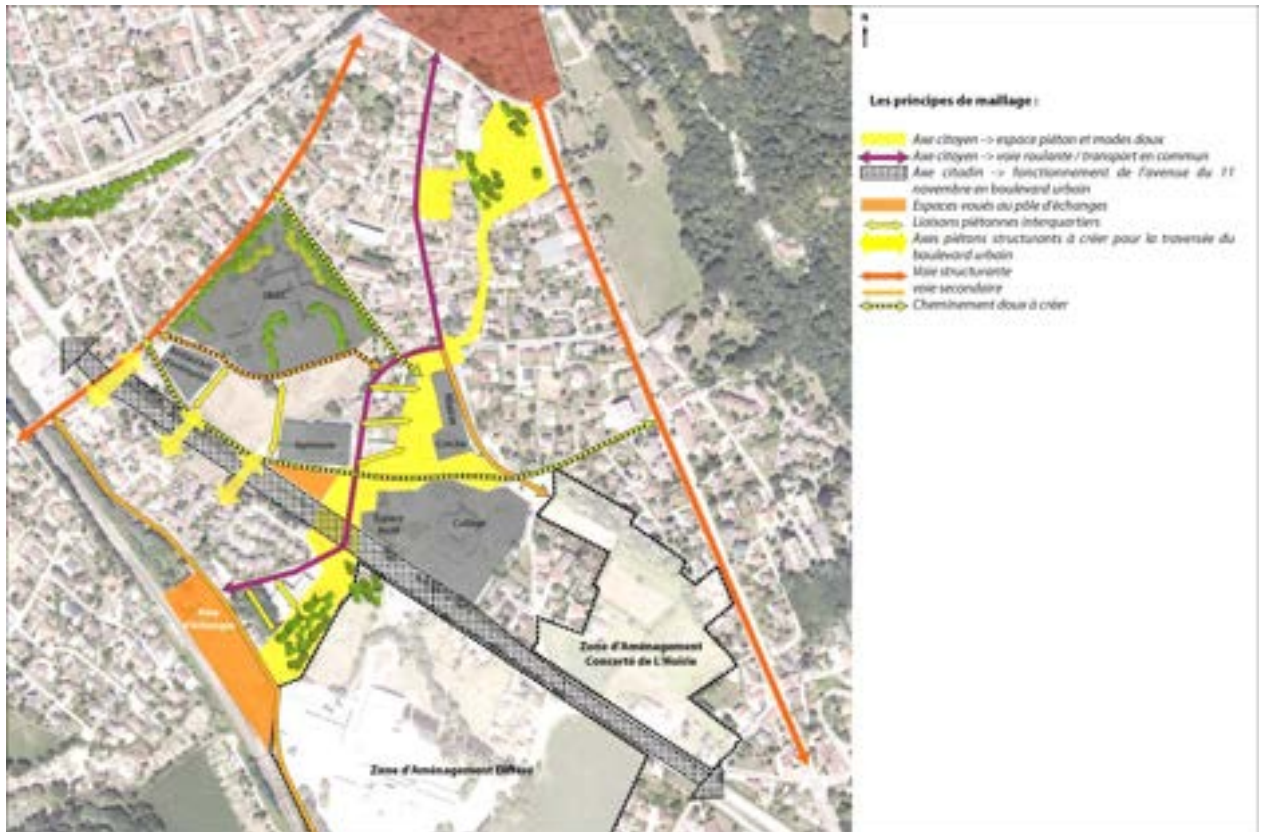 N
Les principes de maillage :
Axe citoyen -> espace piéton et modes doux
Axe citoyen -> voie roulante / transport en commun
Axe citadin -> fonctionnement de l'avenue du 11
novembre en boulevard urbain
Espaces voués au pôle d'échanges
Liaisons piétonnes interquartiers
Axes piétons structurants à créer pour la traversée du
boulevard urbain
Voie structurante
voie secondaire
Cheminement doux à créer
Collège
Zone d'Aménagement
Concerté de L'Hoirie
Zone d'Aménagement Différé